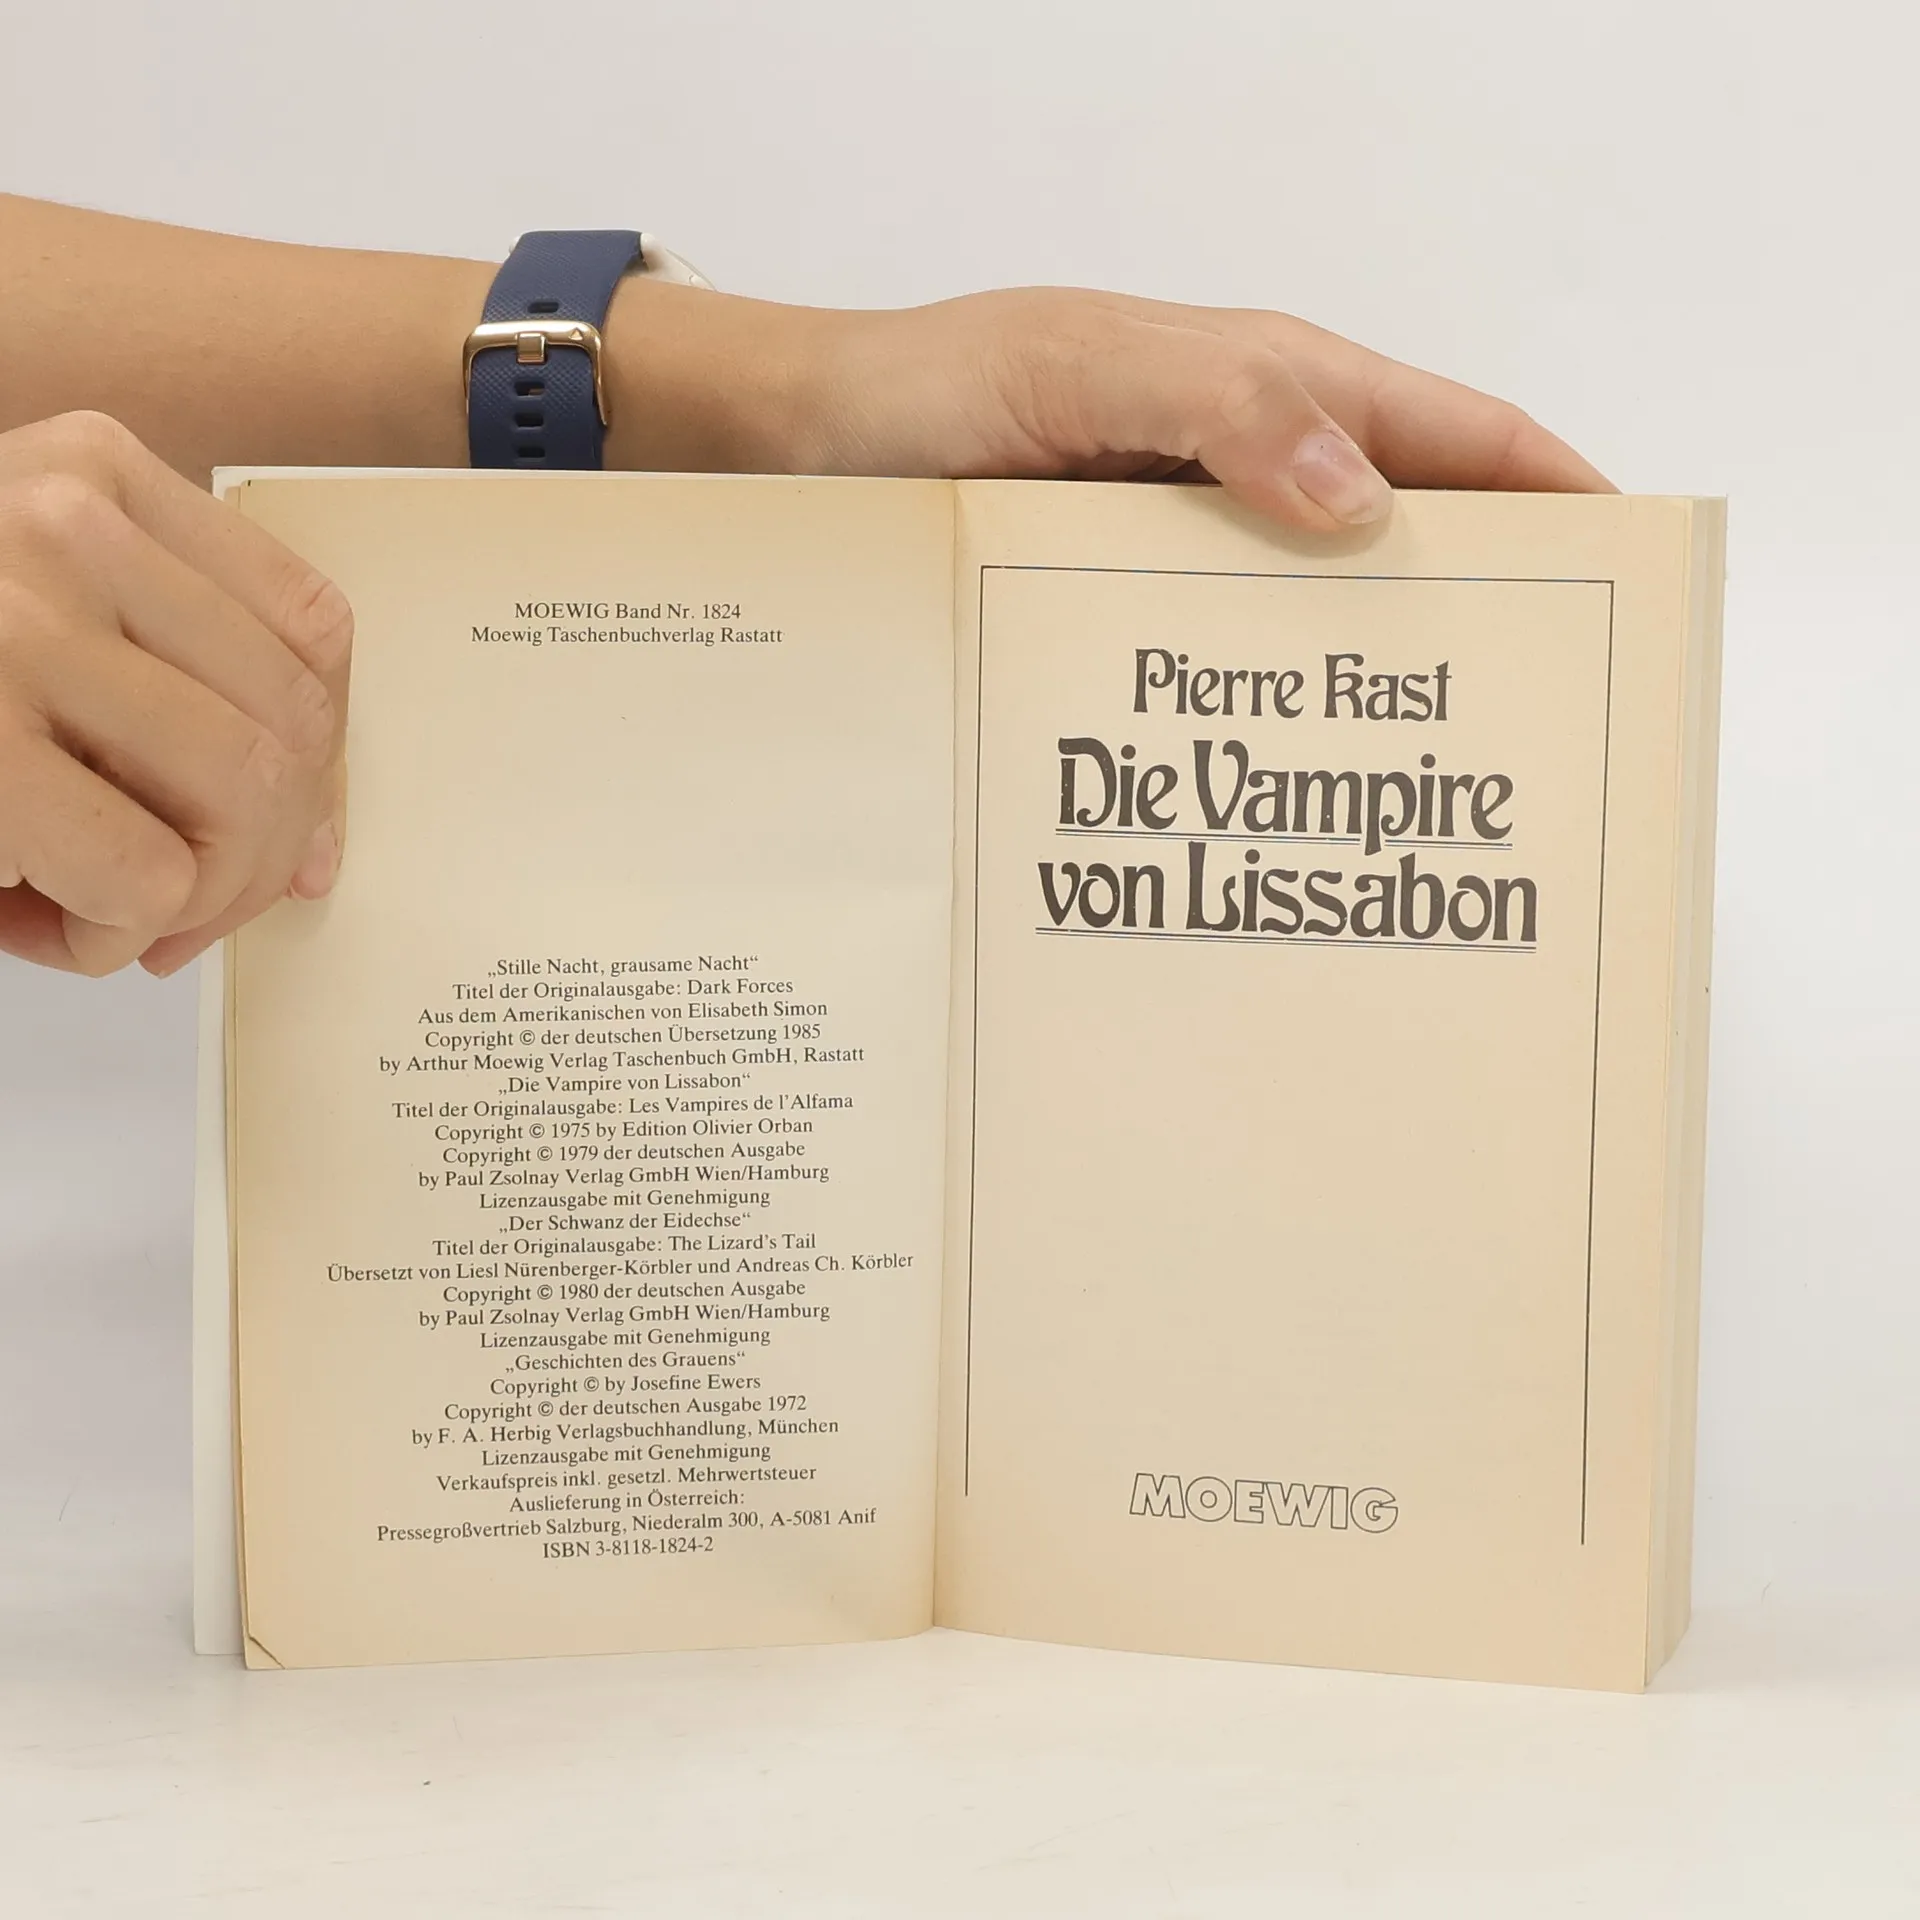 MOEWIG Band Nr. 1824
Moewig Taschenbuchverlag Rastatt
„Stille Nacht, grausame Nacht“
Titel der Originalausgabe: Dark Forces
Aus dem Amerikanischen von Elisabeth Simon
Copyright © der deutschen Übersetzung 1985
by Arthur Moewig Verlag Taschenbuch GmbH, Rastatt
„Die Vampire von Lissabon“
Titel der Originalausgabe: Les Vampires de l'Alfama
Copyright © 1975 by Edition Olivier Orban
Copyright © 1979 der deutschen Ausgabe
by Paul Zsolnay Verlag GmbH Wien/Hamburg
Lizenzausgabe mit Genehmigung
„Der Schwanz der Eidechse“
Titel der Originalausgabe: The Lizard's Tail
Übersetzt von Liesl Nürenberger-Körbler und Andreas Ch. Körbler
Copyright © 1980 der deutschen Ausgabe
by Paul Zsolnay Verlag GmbH Wien/Hamburg
Lizenzausgabe mit Genehmigung
„Geschichten des Grauens“
Copyright © by Josefine Ewers
Copyright © der deutschen Ausgabe 1972
by F. A. Herbig Verlagsbuchhandlung, München
Lizenzausgabe mit Genehmigung
Verkaufspreis inkl. gesetzl. Mehrwertsteuer
Auslieferung in Österreich:
Pressegroßvertrieb Salzburg, Niederalm 300, A-5081 Anif
ISBN 3-8118-1824-2
Pierre Kast
Die Vampire
von Lissabon
MOEWIG